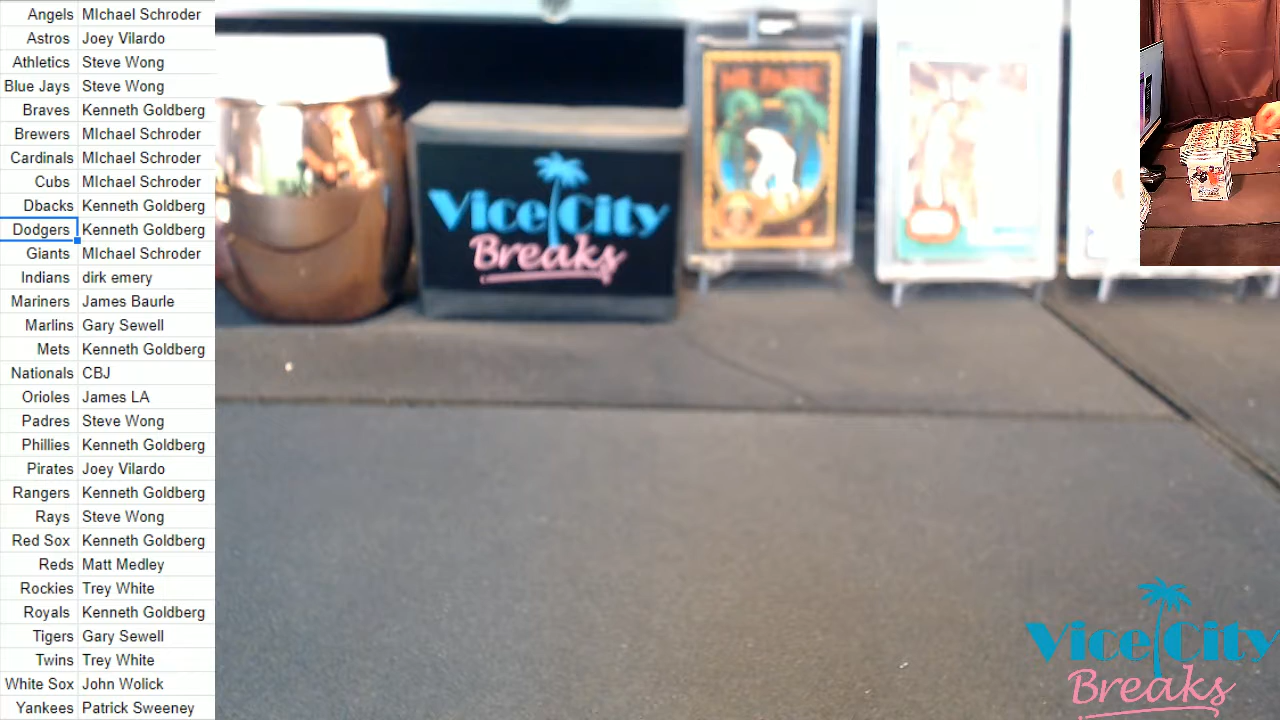 Angels MIchael Schroder
Astros Joey Vilardo
Athletics Steve Wong
Blue Jays Steve Wong
Braves Kenneth Goldberg
Brewers MIchael Schroder
Cardinals MIchael Schroder
Cubs MIchael Schroder
Dbacks Kenneth Goldberg
Dodgers Kenneth Goldberg
Giants MIchael Schroder
Indians dirk emery
Mariners James Baurle
Marlins Gary Sewell
Mets Kenneth Goldberg
Nationals CBJ
Orioles James LA
Padres Steve Wong
Phillies Kenneth Goldberg
Pirates Joey Vilardo
Rangers Kenneth Goldberg
Rays Steve Wong
Red Sox Kenneth Goldberg
Reds Matt Medley
Rockies Trey White
Royals Kenneth Goldberg
Tigers Gary Sewell
Twins Trey White
White Sox John Wolick
Yankees Patrick Sweeney
Vice City
Breaks
Vice City
Breaks